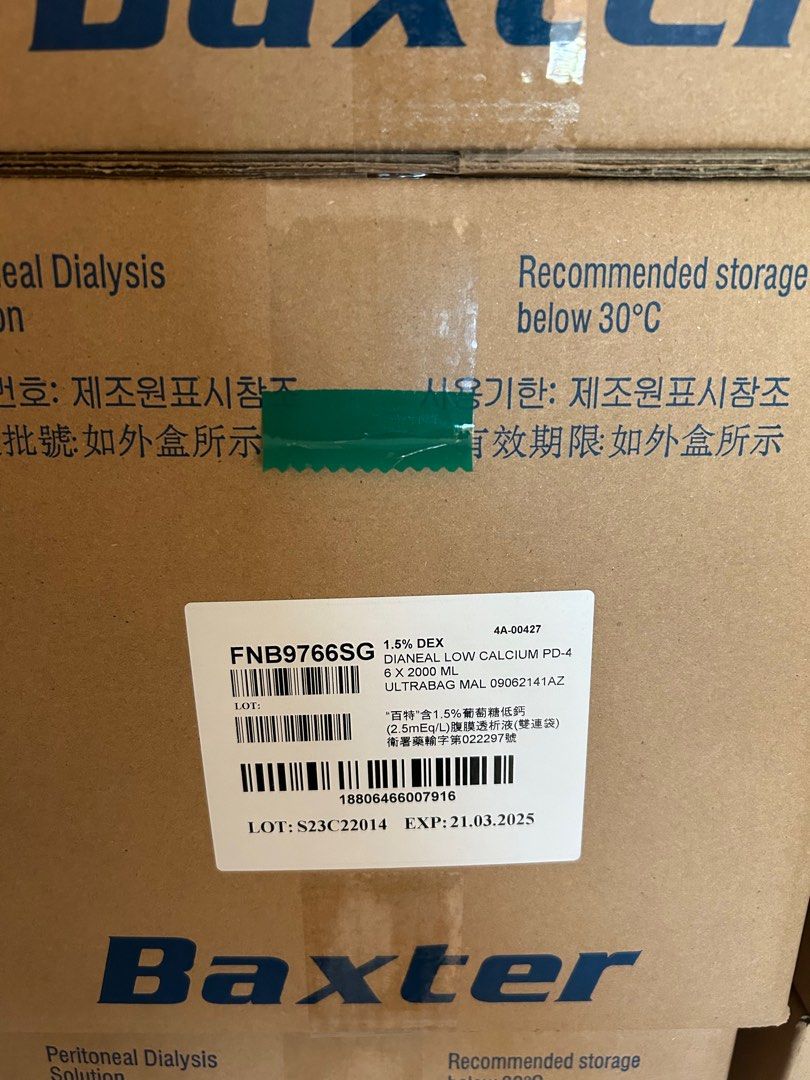 Baxter
eal Dialysis
on
Recommended storage
below 30°C
번호: 제조원표시참조
사용기한: 제조원표시참조
批號:如外盒所示
有效期限:如外盒所示
FNB9766SG
4A-00427
1.5% DEX
DIANEAL LOW CALCIUM PD-4
6 X 2000 ML
ULTRABAG MAL 09062141AZ
LOT:
"百特"含1.5%葡萄糖低鈣
(2.5mEq/L)腹膜透析液(雙連袋)
衛署藥輸字第022297號
18806466007916
LOT: S23C22014 EXP: 21.03.2025
Baxter
Peritoneal Dialysis
Solution
Recommended storage
below 30°C